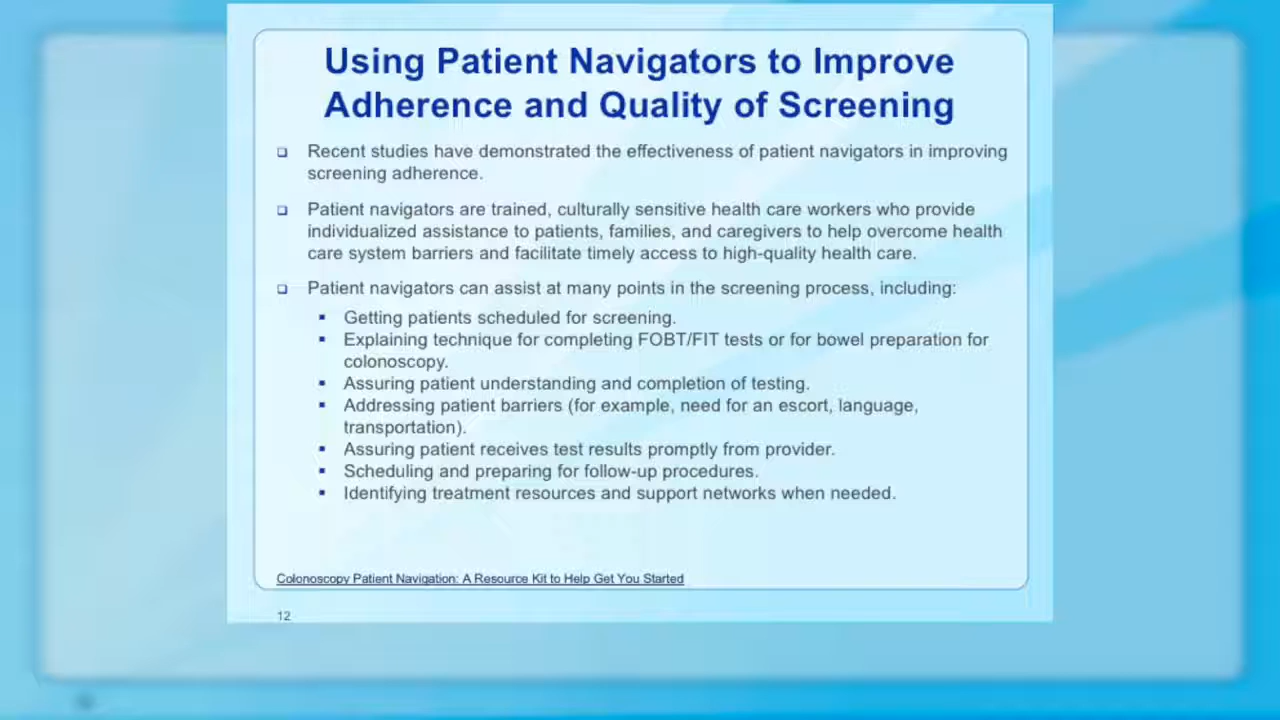 Using Patient Navigators to Improve
Adherence and Quality of Screening
❑ Recent studies have demonstrated the effectiveness of patient navigators in improving
screening adherence.
❑ Patient navigators are trained, culturally sensitive health care workers who provide
individualized assistance to patients, families, and caregivers to help overcome health
care system barriers and facilitate timely access to high-quality health care.
❑ Patient navigators can assist at many points in the screening process, including:
▪ Getting patients scheduled for screening.
▪ Explaining technique for completing FOBT/FIT tests or for bowel preparation for
colonoscopy.
▪ Assuring patient understanding and completion of testing.
▪ Addressing patient barriers (for example, need for an escort, language,
transportation).
▪ Assuring patient receives test results promptly from provider.
▪ Scheduling and preparing for follow-up procedures.
▪ Identifying treatment resources and support networks when needed.
Colonoscopy Patient Navigation: A Resource Kit to Help Get You Started
12